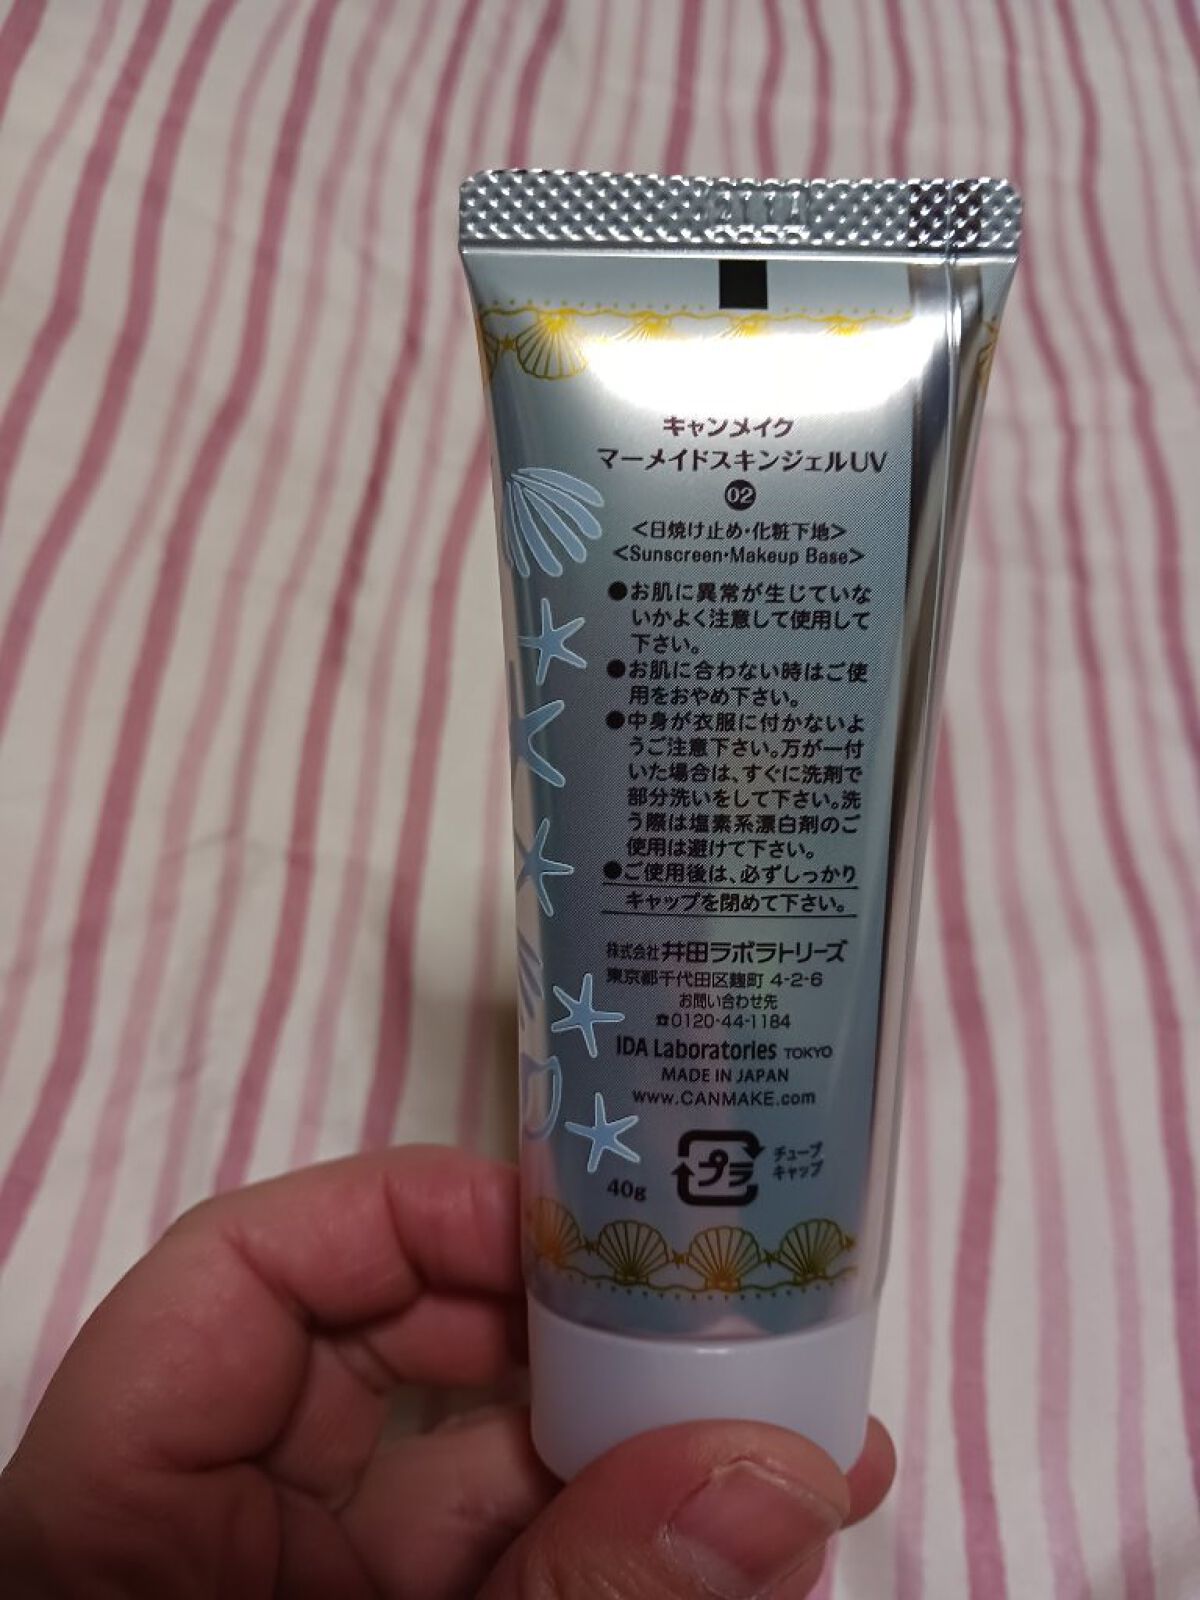 キャンメイク
マーメイドスキンジェルUV
02
<日焼け止め・化粧下地>
<Sunscreen・Makeup Base>
●お肌に異常が生じていな
いかよく注意して使用して
下さい。
●お肌に合わない時はご使
用をおやめ下さい。
●中身が衣服に付かないよ
うご注意下さい。万が一付
いた場合は、すぐに洗剤で
部分洗いをして下さい。洗
う際は塩素系漂白剤のご
使用は避けて下さい。
●ご使用後は、必ずしっかり
キャップを閉めて下さい。
株式会社 井田ラボラトリーズ
東京都千代田区麹町 4-2-6
お問い合わせ先
☎0120-44-1184
IDA Laboratories TOKYO
MADE IN JAPAN
www.CANMAKE.com
プラ
チューブ
キャップ
40g